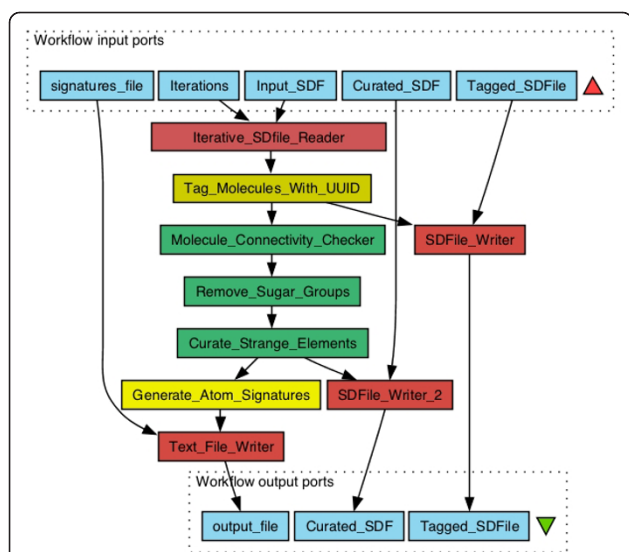 Workflow input ports
signatures_file Iterations Input_SDF Curated_SDF Tagged_SDFile
Iterative_SDfile_Reader
Tag_Molecules_With_UUID
Molecule_Connectivity_Checker SDFile_Writer
Remove_Sugar_Groups
Curate_Strange_Elements
Generate_Atom_Signatures SDFile_Writer_2
Text_File_Writer
Workflow output ports
output_file Curated_SDF Tagged_SDFile